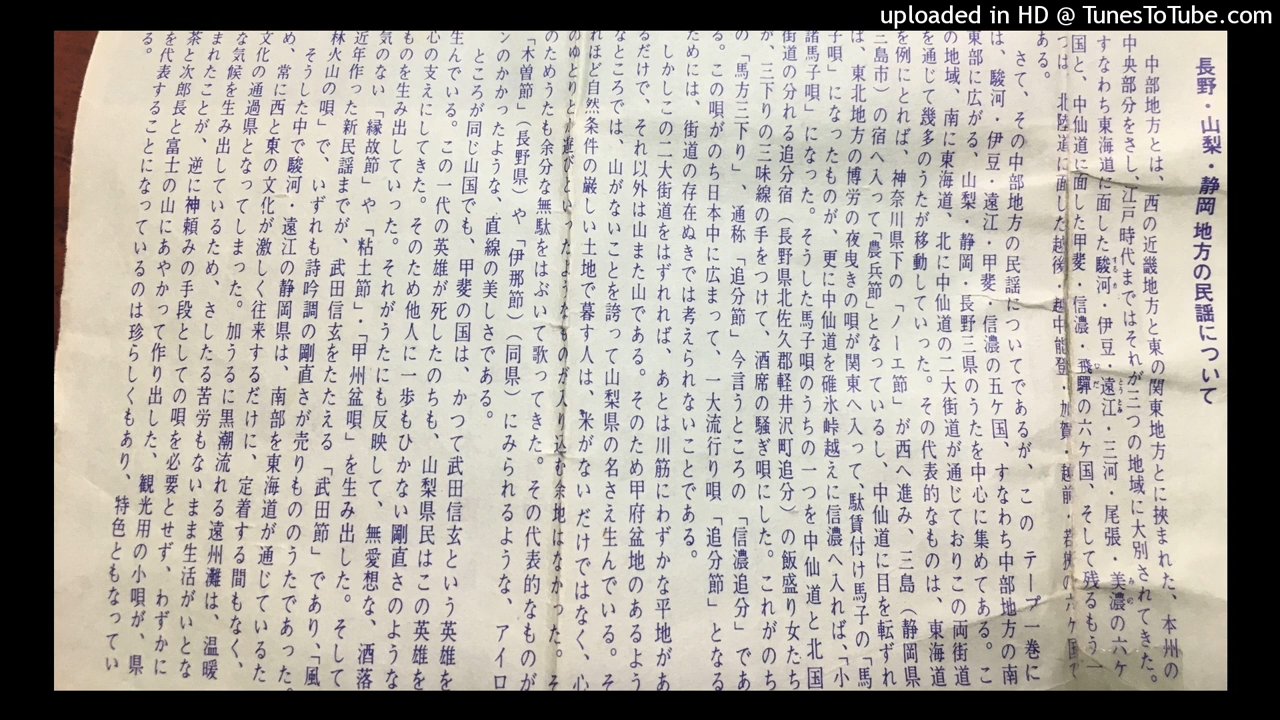 uploaded in HD @ TunesToTube.com
長野・山梨・静岡地方の民謡について
中部地方とは、西の近畿地方と東の関東地方とに挟まれた、本州の
中央部分をさし、江戸時代まではそれが三つの地域に大別されてきた。
すなわち東海道に面した駿河・伊豆・遠江・三河・尾張・美濃の六ケ
国と、中仙道に面した甲斐・信濃・飛驒の六ケ国、そして残るもう一
つは、北陸道に面した越後・越中能登・加賀・越前・若狭の六ケ国で
ある。
さて、その中部地方の民謡についてであるが、このテープ一巻に
は、駿河・伊豆・遠江・甲斐・信濃の五ケ国、すなわち中部地方の南
東部に広がる、山梨・静岡・長野三県のうたを中心に集めてある。こ
の地域、南に東海道、北に中仙道の二大街道が通じておりこの両街道
を通じて幾多のうたが移動していった。その代表的なものは、東海道
を例にとれば、神奈川県下の「ノーエ節」が西へ進み、三島（静岡県
三島市）の宿へ入って「農兵節」となっているし、中仙道に目を転ずれ
ば、東北地方の博労の夜曳きの唄が関東へ入って、駄賃付け馬子の「馬
子唄」になったものが、更に中仙道を碓氷峠越えに信濃へ入れば、「小
諸馬子唄」になった。そうした馬子唄のうちの一つを中仙道と北国
街道の分れる追分宿（長野県北佐久郡軽井沢町追分）の飯盛り女たち
が、三下りの三味線の手をつけて、酒席の騒ぎ唄にした。これがのち
の「馬方三下り」、通称「追分節」今言うところの「信濃追分」であ
る。この唄がのち日本中に広まって、一大流行り唄「追分節」となる
ためには、街道の存在ぬきでは考えられないことである。
しかしこの二大街道をはずれれば、あとは川筋にわずかな平地があ
るだけで、それ以外は山また山である。そのため甲府盆地のあるよう
なところでは、山がないことを誇って山梨県の名さえ生んでいる。そ
れほど自然条件の厳しい土地で暮す人は、米がないだけではなく、心
のゆとりと遊びといったようなものが入り込む余地はなかった。そ
のためうたも余分な無駄をはぶいて歌ってきた。その代表的なものが
「木曽節」（長野県）や「伊那節」（同県）にみられるような、アイロ
ンのかかったような、直線の美しさである。
ところが同じ山国でも、甲斐の国は、かつて武田信玄という英雄を
生んでいる。この一代の英雄が死したのちも、山梨県民はこの英雄を
心の支えにしてきた。そのため他人に一歩もひかない剛直さのような
ものを生み出していった。それがうたにも反映して、無愛想な、洒落
気のない「縁故節」や「粘土節」・「甲州盆唄」を生み出した。そして
近年作った新民謡までが、武田信玄をたたえる「武田節」であり、「風
林火山の唄」で、いずれも詩吟調の剛直さが売りもののうたであった。
そうした中で駿河・遠江の静岡県は、南部を東海道が通じているた
め、常に西と東の文化が激しく往来するだけに、定着する間もなく、
文化の通過県となってしまった。加うるに黒潮流れる遠州灘は、温暖
な気候を生み出しているため、さしたる苦労もないまま生活がいとな
まれたことが、逆に神頼みの手段としての唄を必要とせず、わずかに
茶と次郎長と富士の山にあやかって作り出した、観光用の小唄が、県
を代表することになっているのは珍らしくもあり、特色ともなってい
る。